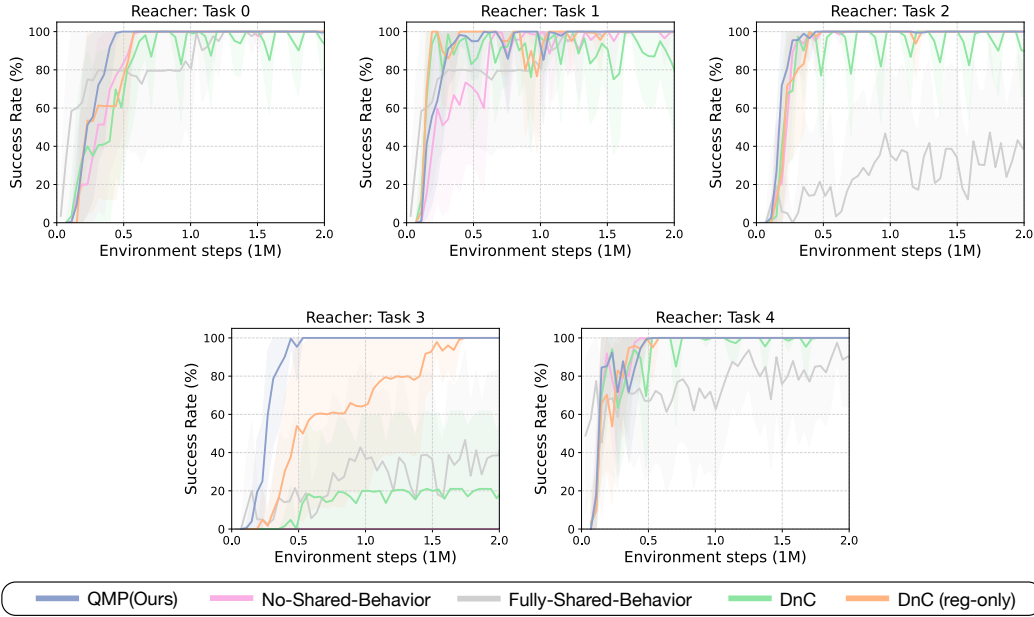 Reacher: Task 0
Success Rate (%)
100
80
60
40
20
0
0.0 0.5 1.0 1.5 2.0
Environment steps (1M)
Reacher: Task 1
Success Rate (%)
100
80
60
40
20
0
0.0 0.5 1.0 1.5 2.0
Environment steps (1M)
Reacher: Task 2
Success Rate (%)
100
80
60
40
20
0
0.0 0.5 1.0 1.5 2.0
Environment steps (1M)
Reacher: Task 3
Success Rate (%)
100
80
60
40
20
0
0.0 0.5 1.0 1.5 2.0
Environment steps (1M)
Reacher: Task 4
Success Rate (%)
100
80
60
40
20
0
0.0 0.5 1.0 1.5 2.0
Environment steps (1M)
QMP(Ours) No-Shared-Behavior Fully-Shared-Behavior DnC DnC (reg-only)